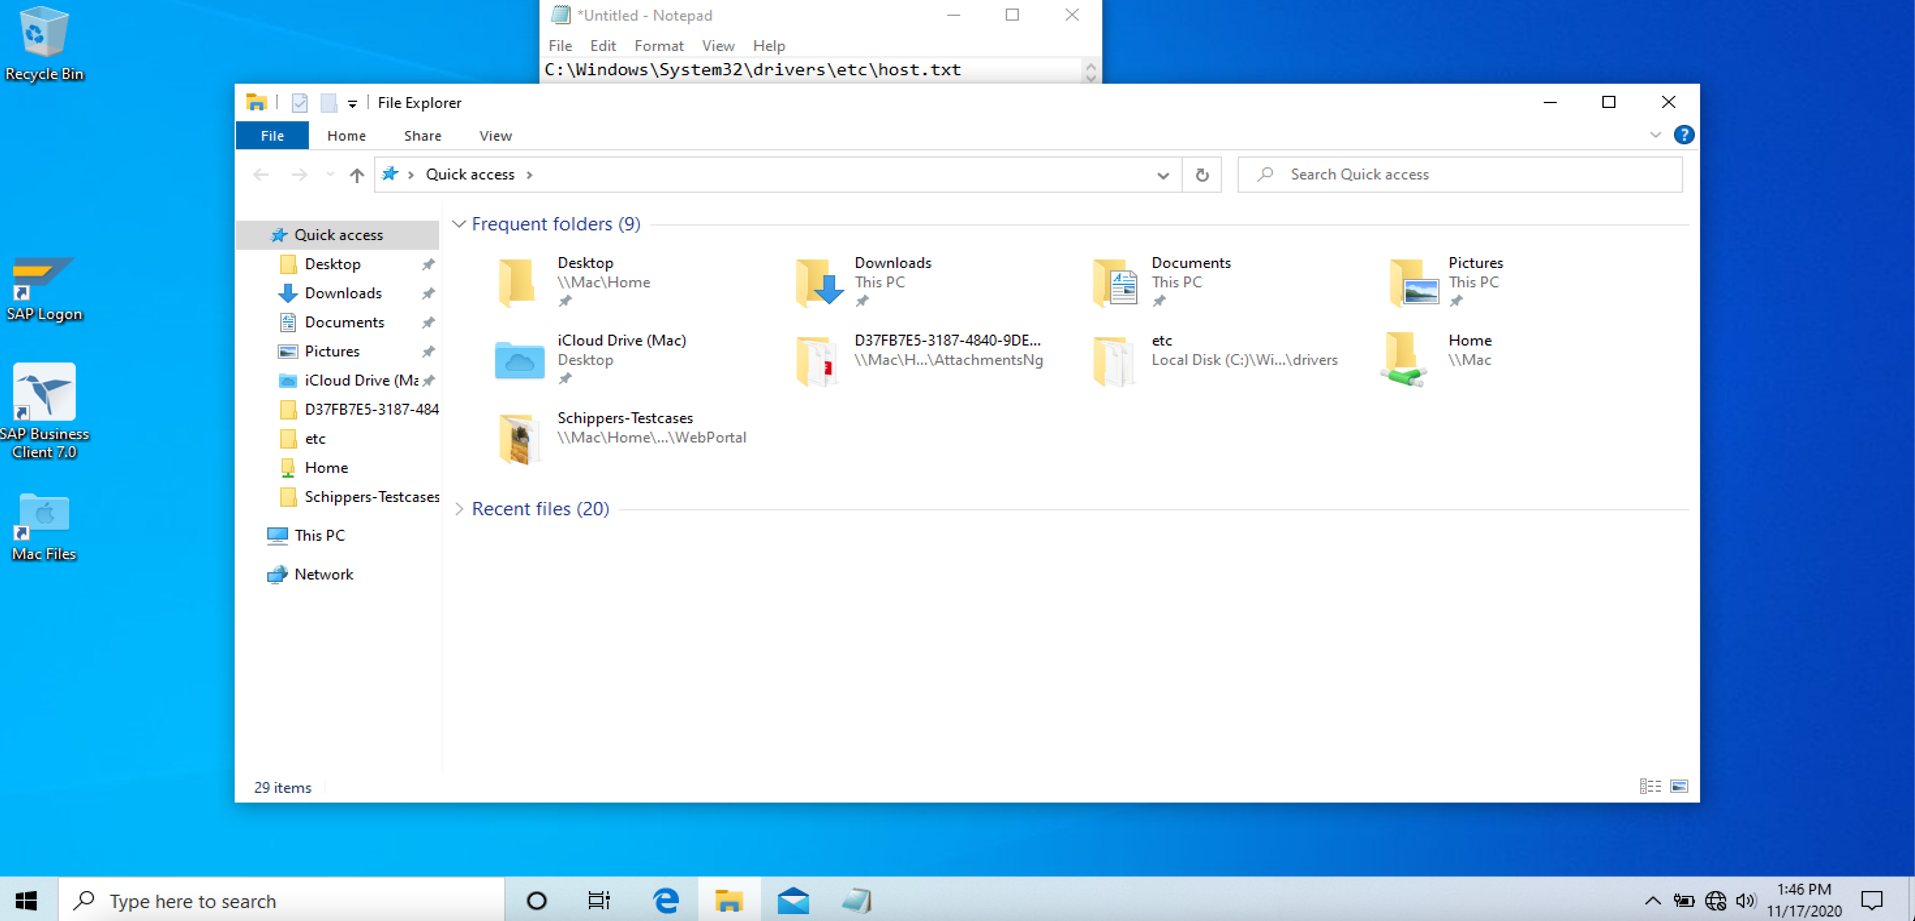 Recycle Bin
*Untitled - Notepad
File Edit Format View Help
C:\Windows\System32\drivers\etc\host.txt
File Explorer
File Home Share View
Quick access
Search Quick access
Quick access
Desktop
Downloads
Documents
Pictures
iCloud Drive (Ma
D37FB7E5-3187-484
etc
Home
Schippers-Testcases
This PC
Network
Frequent folders (9)
Desktop
\\Mac\Home
Downloads
This PC
Documents
This PC
Pictures
This PC
iCloud Drive (Mac)
Desktop
D37FB7E5-3187-4840-9DE...
\\Mac\H...\AttachmentsNg
etc
Local Disk (C:)\Wi...\drivers
Home
\\Mac
Schippers-Testcases
\\Mac\Home\...\WebPortal
Recent files (20)
29 items
SAP Logon
SAP Business
Client 7.0
Mac Files
Type here to search
1:46 PM
11/17/2020